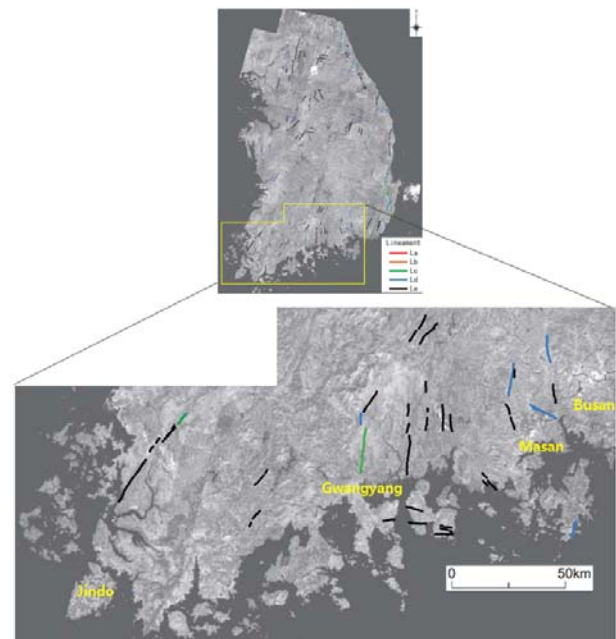 Lineament
La
Lb
Lc
Ld
Le
Busan
Masan
Gwangyang
Jindo
0 50km